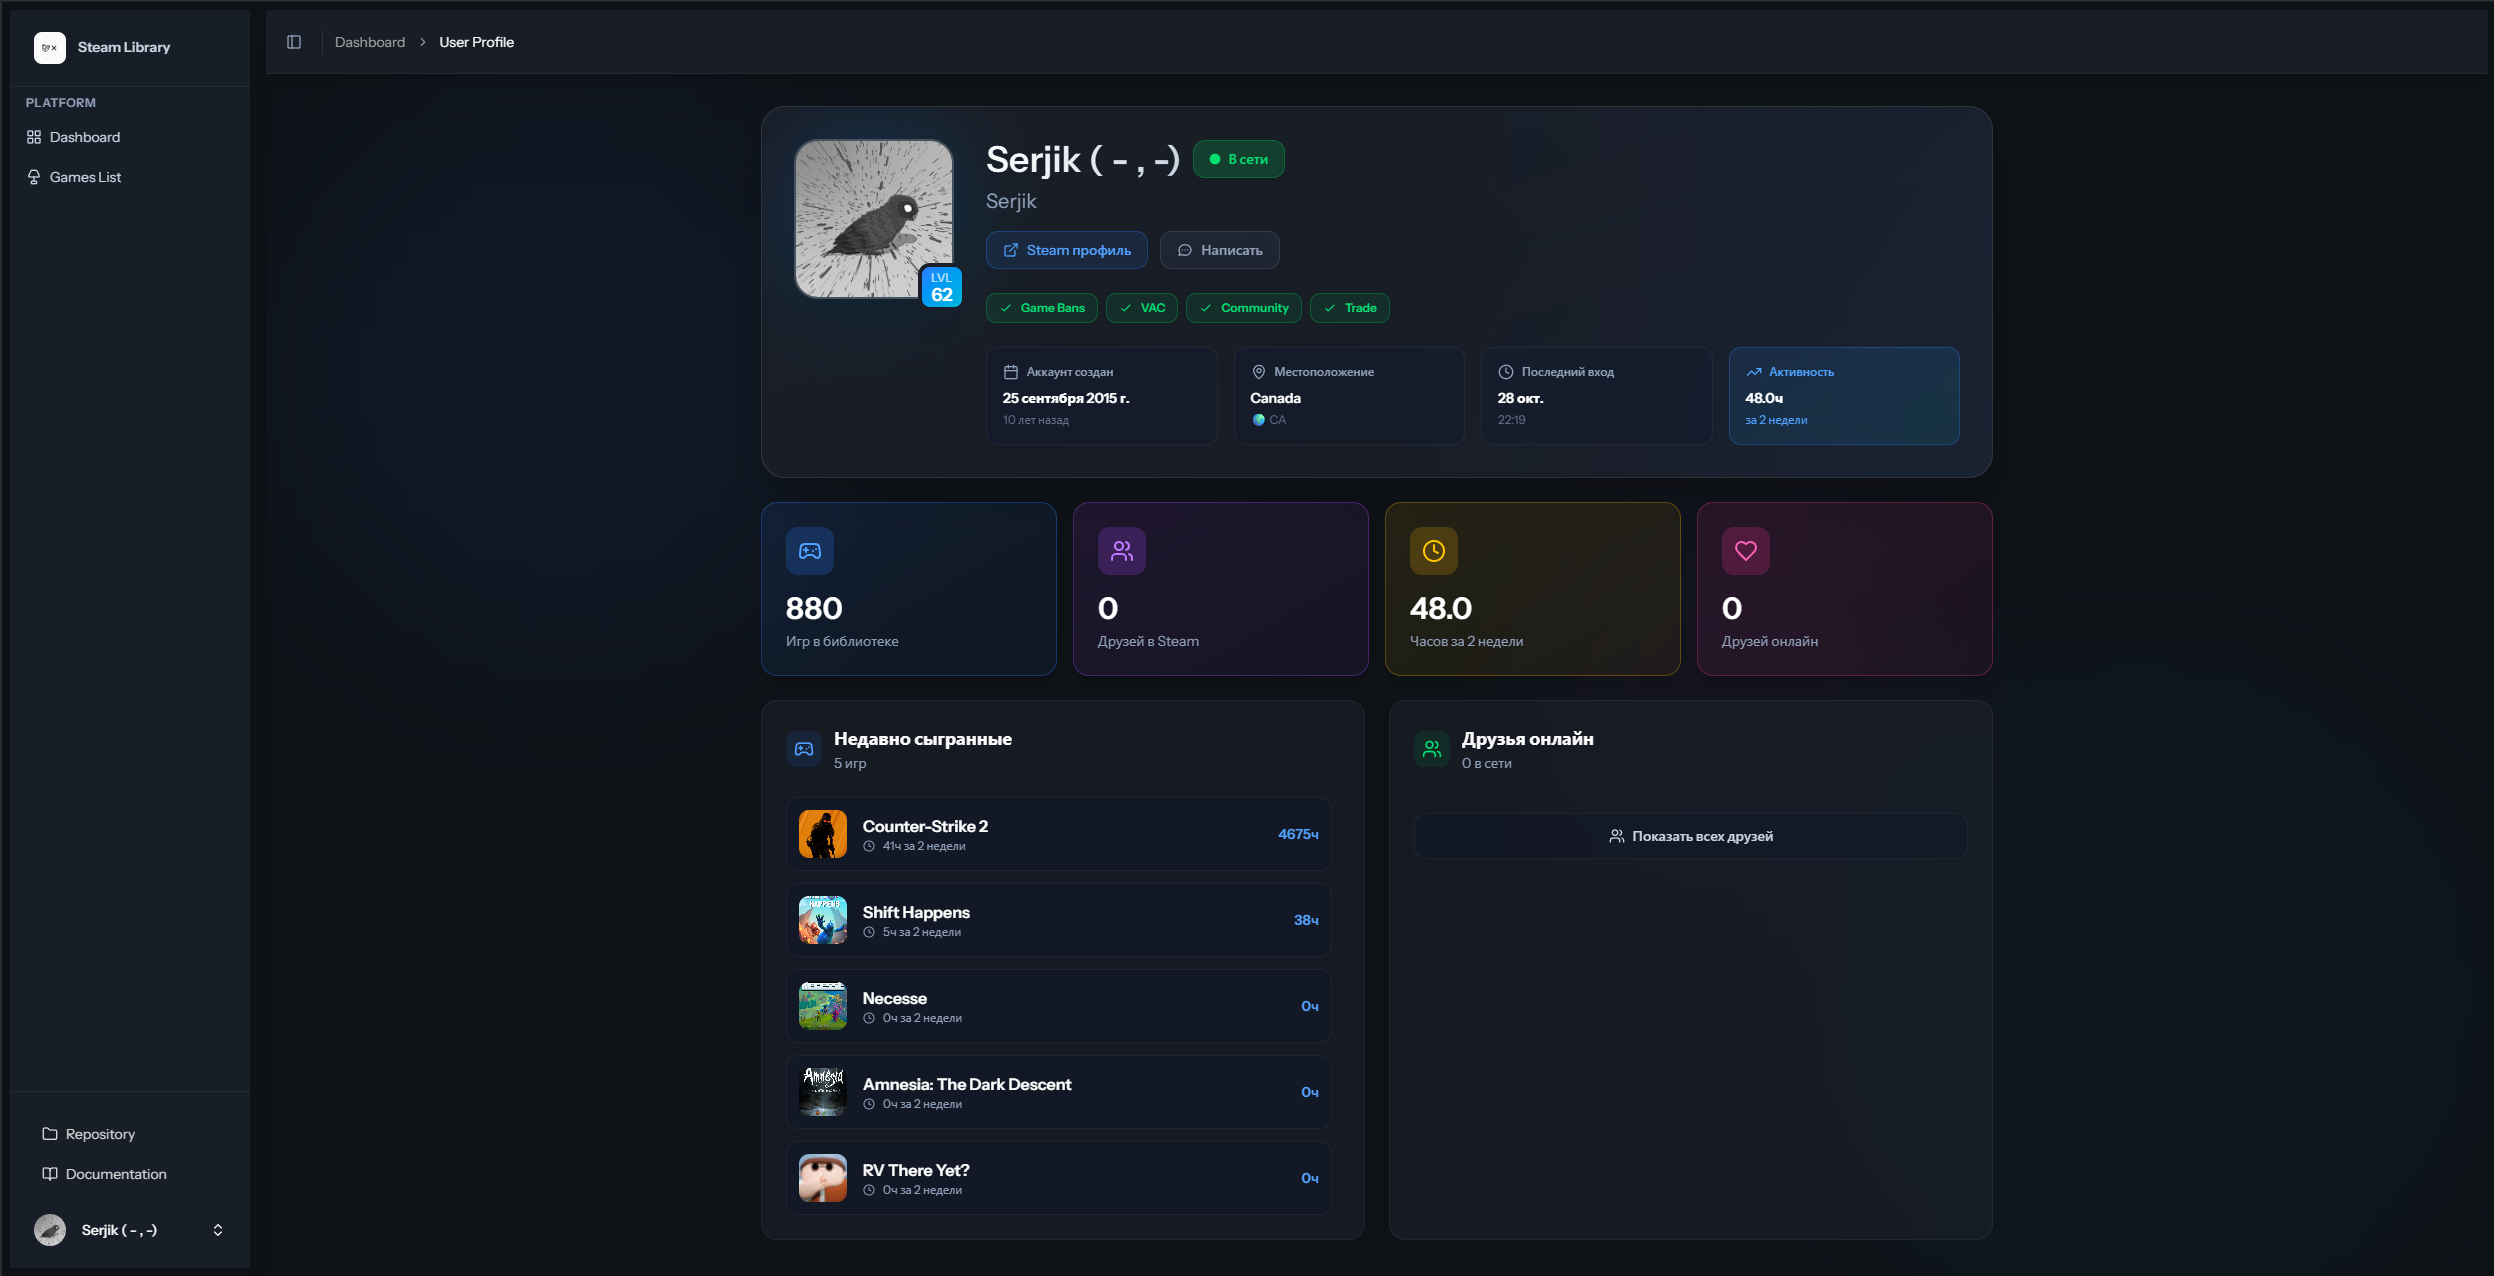 Steam Library
PLATFORM
Dashboard
Games List
Repository
Documentation
Serjik ( - , -)
Dashboard > User Profile
Serjik ( - , -)
В сети
Serjik
Steam профиль
Написать
LVL
62
Game Bans
VAC
Community
Trade
Аккаунт создан
25 сентября 2015 г.
10 лет назад
Местоположение
Canada
CA
Последний вход
28 окт.
22:19
Активность
48.0ч
за 2 недели
880
Игр в библиотеке
0
Друзей в Steam
48.0
Часов за 2 недели
0
Друзей онлайн
Недавно сыгранные
5 игр
Counter-Strike 2
41ч за 2 недели
4675ч
HAPPENS
Shift Happens
5ч за 2 недели
38ч
Necesse
0ч за 2 недели
0ч
Amnesia
Amnesia: The Dark Descent
0ч за 2 недели
0ч
RV There Yet?
0ч за 2 недели
0ч
Друзья онлайн
0 в сети
Показать всех друзей